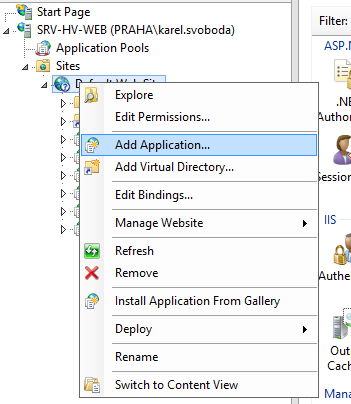 Start Page
SRV-HV-WEB (PRAHA\karel.svoboda)
Application Pools
Sites
Default Web Site
Explore
Edit Permissions...
Add Application...
Add Virtual Directory...
Edit Bindings...
Manage Website
Refresh
Remove
Install Application From Gallery
Deploy
Rename
Switch to Content View
Filter:
ASP.N
.NE
Author
Session
IIS
Authe
Out
Cach
Mana